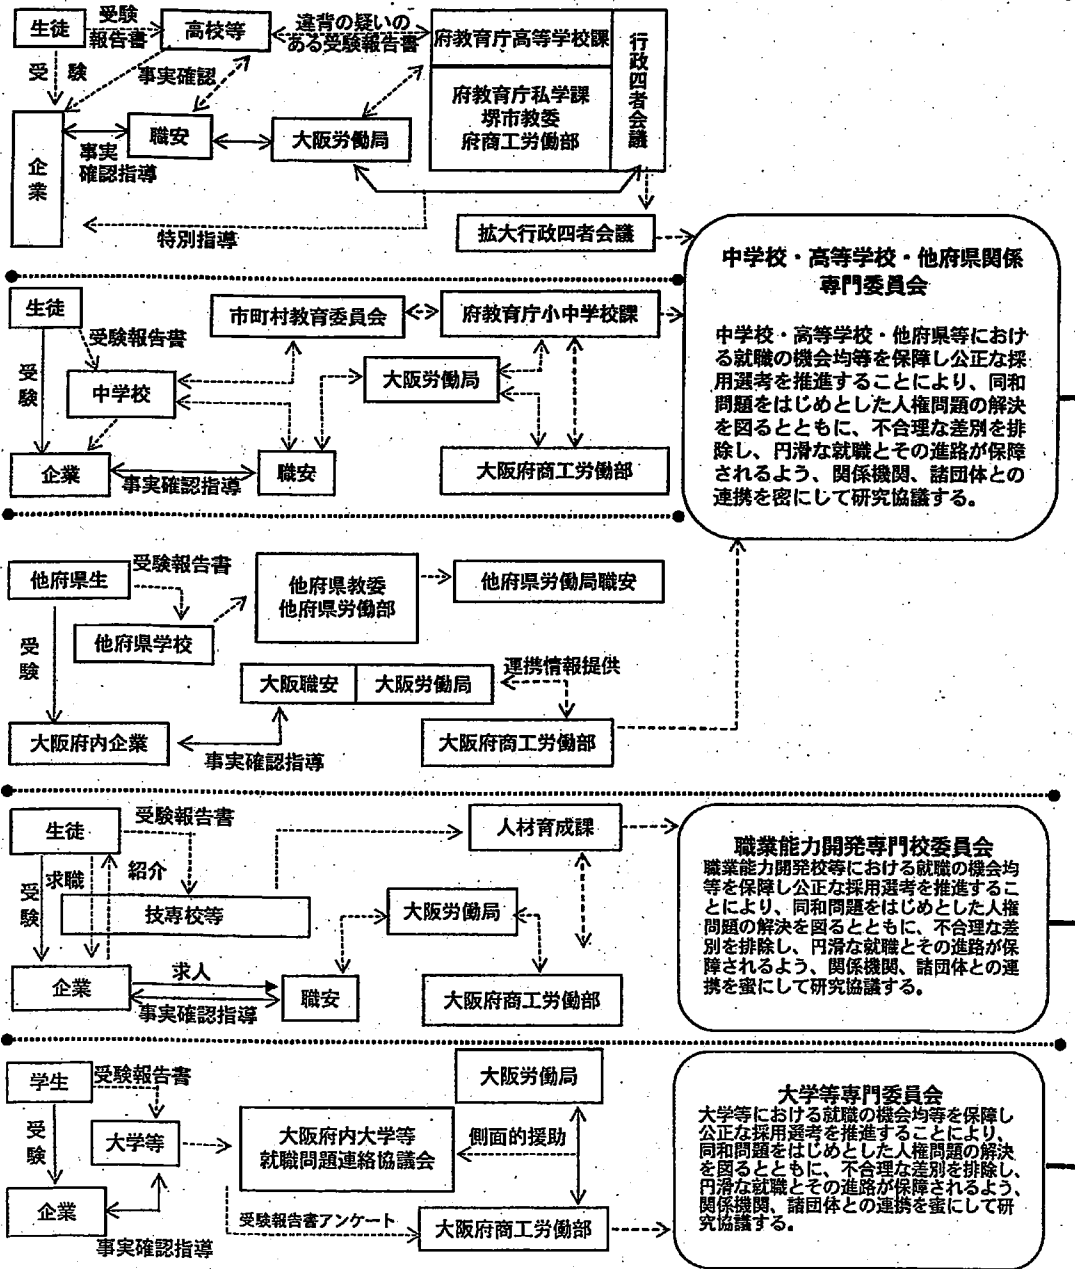 生徒
受験
報告書
高校等
違背の疑いの
ある受験報告書
府教育庁高等学校課
行政四者会議
受験
事実確認
府教育庁私学課
堺市教委
府商工労働部
企業
職安
大阪労働局
事実
確認指導
特別指導
拡大行政四者会議
中学校・高等学校・他府県関係
専門委員会
中学校・高等学校・他府県等におけ
る就職の機会均等を保障し公正な採
用選考を推進することにより、同和
問題をはじめとした人権問題の解決
を図るとともに、不合理な差別を排
除し、円滑な就職とその進路が保障
されるよう、関係機関、諸団体との
連携を密にして研究協議する。
生徒
受験報告書
市町村教育委員会
府教育庁小中学校課
受験
中学校
大阪労働局
企業
事実確認指導
職安
大阪府商工労働部
他府県生
受験報告書
他府県教委
他府県労働部
他府県労働局職安
受験
他府県学校
大阪職安
大阪労働局
連携情報提供
大阪府内企業
事実確認指導
大阪府商工労働部
生徒
受験報告書
人材育成課
受験
求職
紹介
技専校等
大阪労働局
企業
求人
事実確認指導
職安
大阪府商工労働部
職業能力開発専門校委員会
職業能力開発校等における就職の機会均
等を保障し公正な採用選考を推進するこ
とにより、同和問題をはじめとした人権
問題の解決を図るとともに、不合理な差
別を排除し、円滑な就職とその進路が保
障されるよう、関係機関、諸団体との連
携を蜜にして研究協議する。
学生
受験報告書
大阪労働局
受験
大学等
大阪府内大学等
就職問題連絡協議会
側面的援助
企業
事実確認指導
受験報告書アンケート
大阪府商工労働部
大学等専門委員会
大学等における就職の機会均等を保障し
公正な採用選考を推進することにより、
同和問題をはじめとした人権問題の解決
を図るとともに、不合理な差別を排除し、
円滑な就職とその進路が保障されるよう、
関係機関、諸団体との連携を蜜にして研
究協議する。